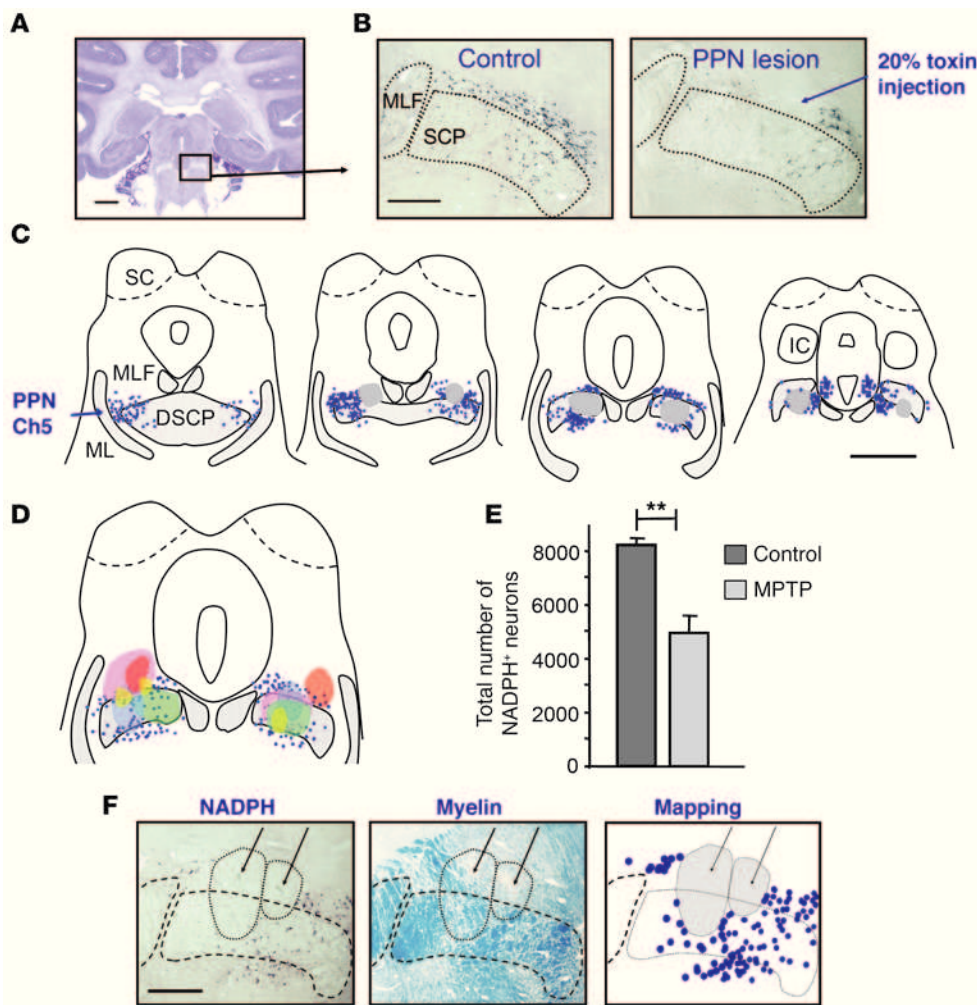 A
B
Control
MLF
SCP
PPN lesion
20% toxin
injection
C
SC
MLF
PPN
Ch5
DSCP
ML
IC
D
E
**
Total number of
NADPH⁺ neurons
8000
6000
4000
2000
0
Control
MPTP
F
NADPH
Myelin
Mapping